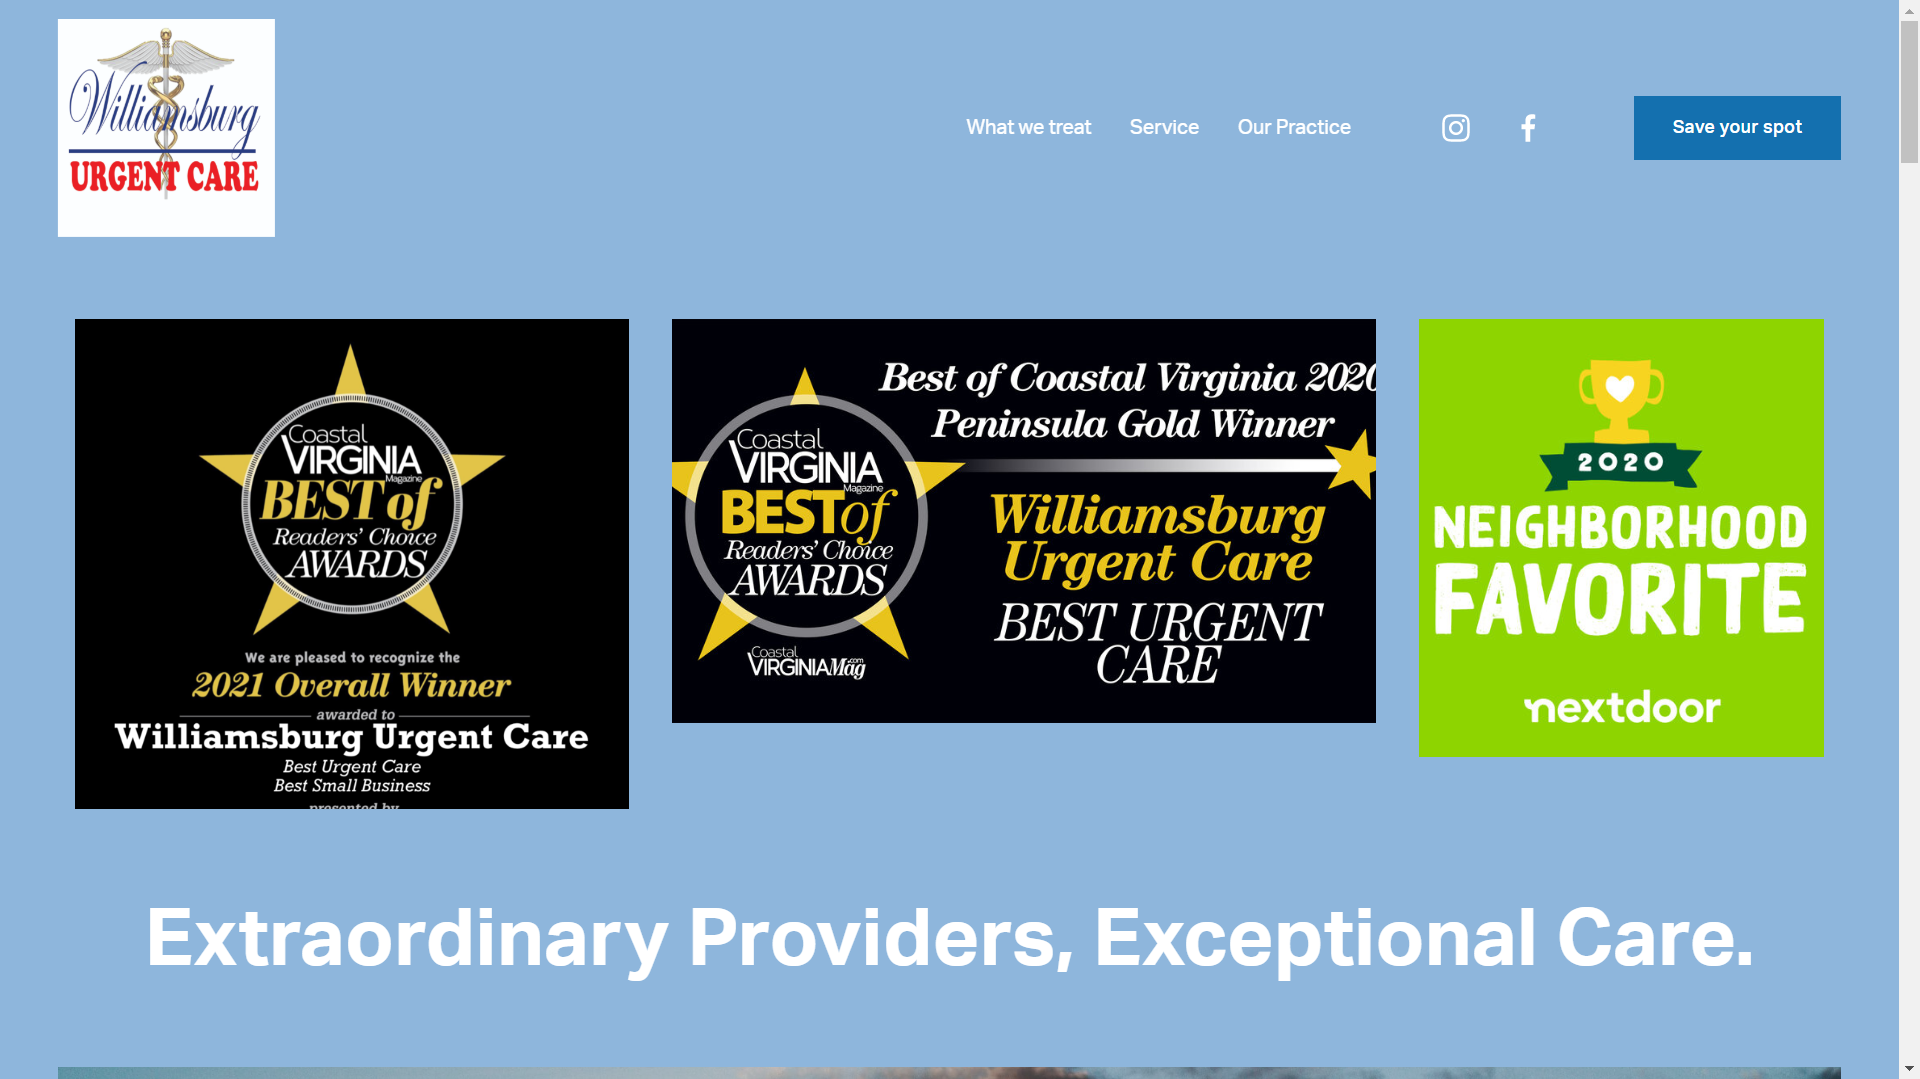 Williamsburg
URGENT CARE
What we treat
Service
Our Practice
Save your spot
Coastal
VIRGINIA
Magazine
BEST of
Readers' Choice
AWARDS
We are pleased to recognize the
2021 Overall Winner
awarded to
Williamsburg Urgent Care
Best Urgent Care
Best Small Business
presented by
Best of Coastal Virginia 2020
Peninsula Gold Winner
Coastal
VIRGINIA
Magazine
BEST of
Readers' Choice
AWARDS
Coastal
VIRGINIAMag.com
Williamsburg
Urgent Care
BEST URGENT
CARE
2020
NEIGHBORHOOD
FAVORITE
nextdoor
Extraordinary Providers, Exceptional Care.